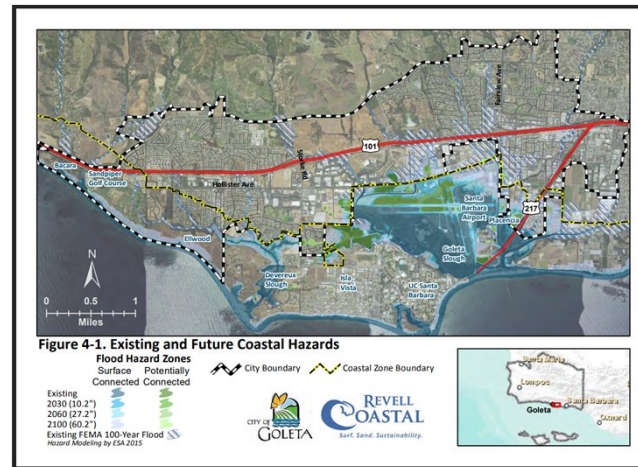 Fairview Ave
101
Bacara
Sandpiper
Golf Course
Hollister Ave
Storke Rd
Santa
Barbara
Airport
Placencia
217
Ellwood
Goleta
Slough
Devereux
Slough
Isla
Vista
UC Santa
Barbara
N
0 0.5 1
Miles
Figure 4-1. Existing and Future Coastal Hazards
Flood Hazard Zones
Surface Connected
Potentially Connected
City Boundary
Coastal Zone Boundary
Existing
2030 (10.2")
2060 (27.2")
2100 (60.2")
Existing FEMA 100-Year Flood
Hazard Modeling by ESA 2015
CITY OF
GOLETA
REVELL
COASTAL
Surf. Sand. Sustainability.
Santa Maria
Lompoc
Santa Barbara
Goleta
Oxnard